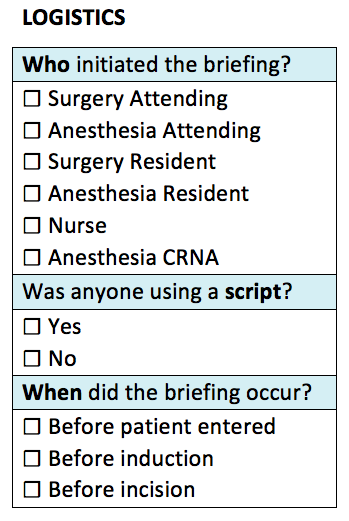 LOGISTICS
Who initiated the briefing?
☐ Surgery Attending
☐ Anesthesia Attending
☐ Surgery Resident
☐ Anesthesia Resident
☐ Nurse
☐ Anesthesia CRNA
Was anyone using a script?
☐ Yes
☐ No
When did the briefing occur?
☐ Before patient entered
☐ Before induction
☐ Before incision